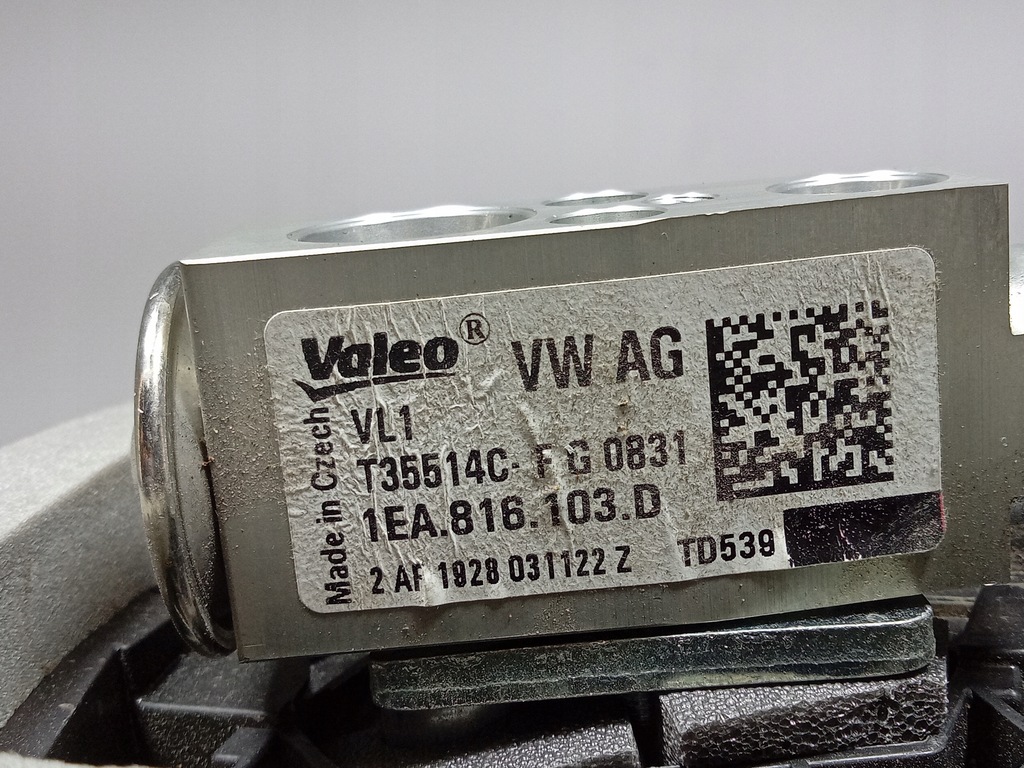 Valeo®
VW AG
VL1
T35514C- F G 0831
1EA.816.103.D
2 AF 1928 031122 Z
TD539
Made in Czech